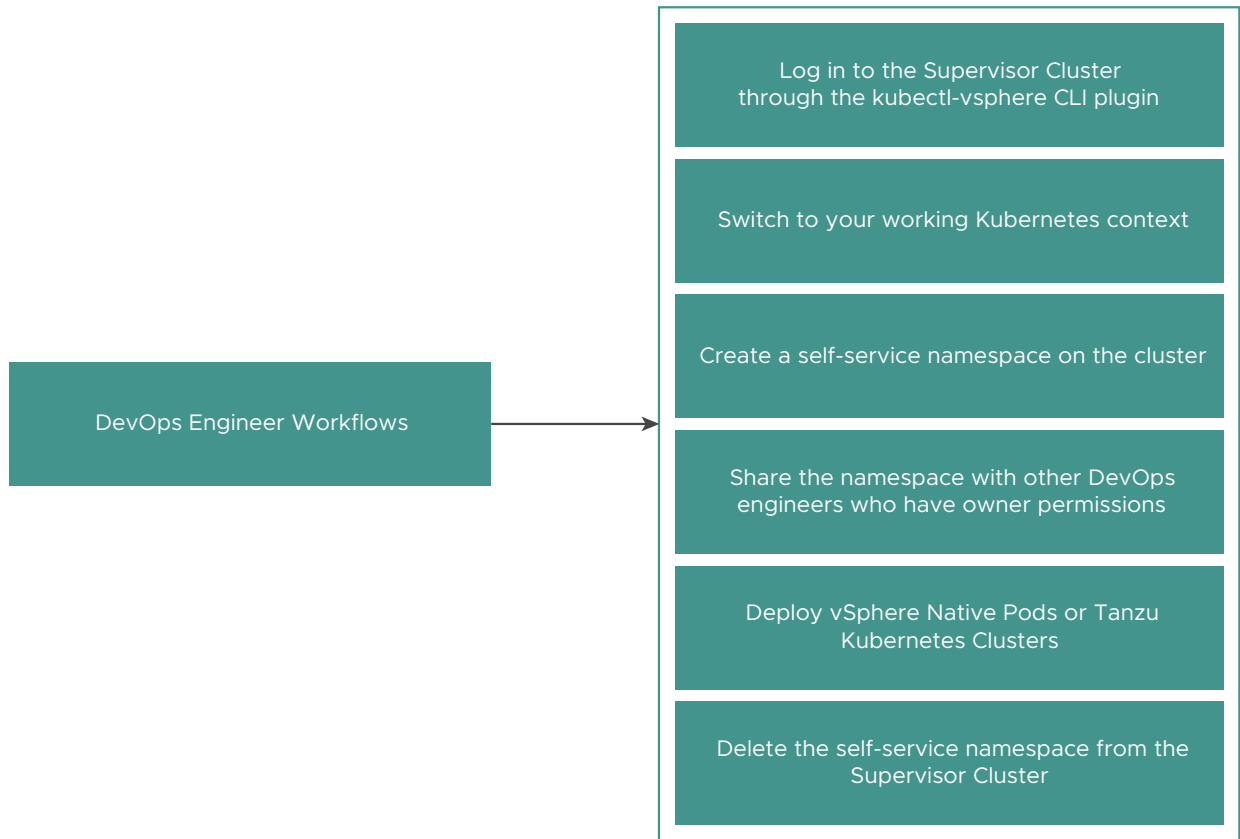 DevOps Engineer Workflows
Log in to the Supervisor Cluster
through the kubectl-vsphere CLI plugin
Switch to your working Kubernetes context
Create a self-service namespace on the cluster
Share the namespace with other DevOps
engineers who have owner permissions
Deploy vSphere Native Pods or Tanzu
Kubernetes Clusters
Delete the self-service namespace from the
Supervisor Cluster